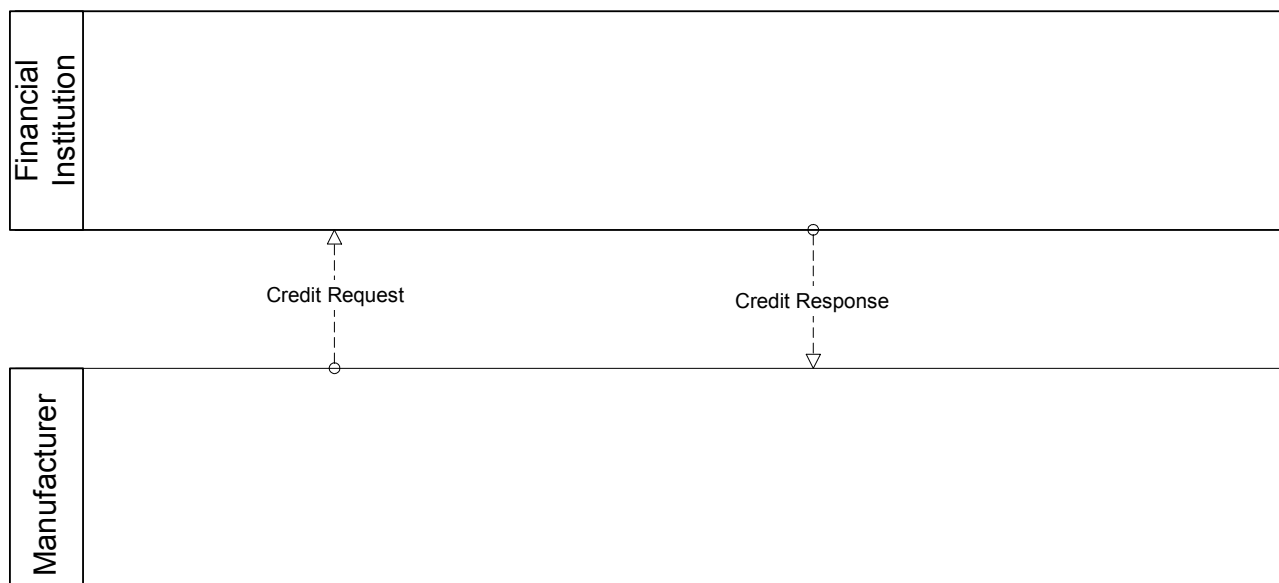 Financial
Institution
Credit Request
Credit Response
Manufacturer